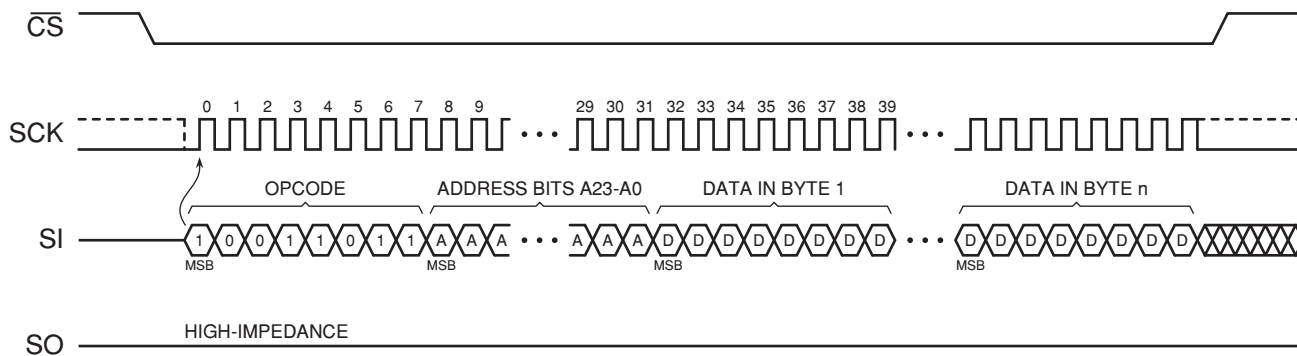 CS
0 1 2 3 4 5 6 7 8 9 29 30 31 32 33 34 35 36 37 38 39
SCK
OPCODE ADDRESS BITS A23-A0 DATA IN BYTE 1 DATA IN BYTE n
SI 1 0 0 1 1 0 1 1 A A A A A A D D D D D D D D D D D D D D D D
MSB MSB MSB MSB
HIGH-IMPEDANCE
SO